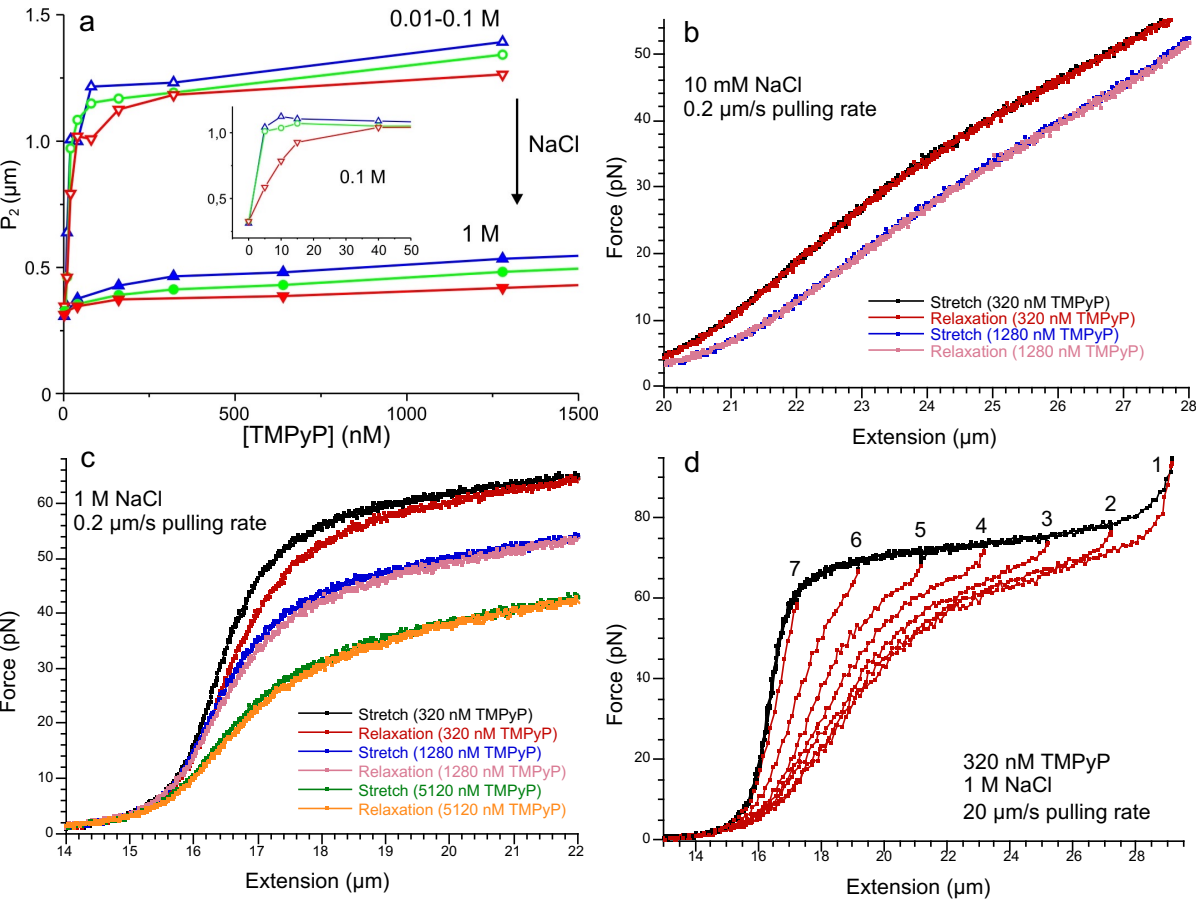 a
0.01-0.1 M
1.5
1.0
0.5
0
P₂ (µm)
NaCl
1,0
0,5
0.1 M
0 10 20 30 40 50
1 M
0 500 1000 1500
[TMPyP] (nM)
b
10 mM NaCl
0.2 µm/s pulling rate
50
40
30
20
10
0
Force (pN)
Stretch (320 nM TMPyP)
Relaxation (320 nM TMPyP)
Stretch (1280 nM TMPyP)
Relaxation (1280 nM TMPyP)
20 21 22 23 24 25 26 27 28
Extension (µm)
c
1 M NaCl
0.2 µm/s pulling rate
60
50
40
30
20
10
0
Force (pN)
Stretch (320 nM TMPyP)
Relaxation (320 nM TMPyP)
Stretch (1280 nM TMPyP)
Relaxation (1280 nM TMPyP)
Stretch (5120 nM TMPyP)
Relaxation (5120 nM TMPyP)
14 15 16 17 18 19 20 21 22
Extension (µm)
d
1
2
3
4
5
6
7
80
60
40
20
0
Force (pN)
320 nM TMPyP
1 M NaCl
20 µm/s pulling rate
14 16 18 20 22 24 26 28
Extension (µm)